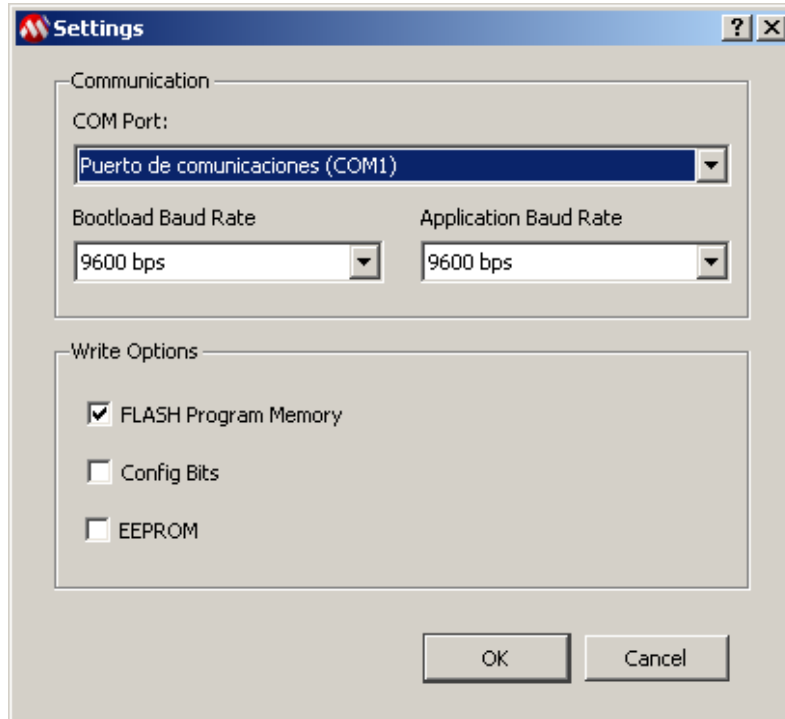 Settings
Communication
COM Port:
Puerto de comunicaciones (COM1)
Bootload Baud Rate Application Baud Rate
9600 bps 9600 bps
Write Options
FLASH Program Memory
Config Bits
EEPROM
OK Cancel